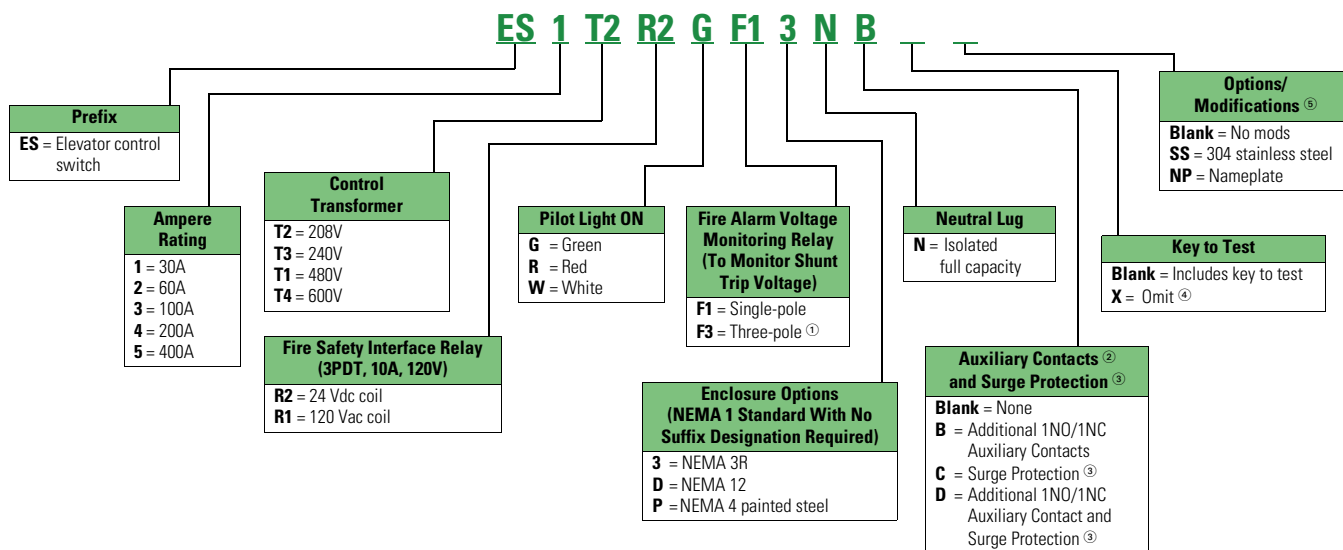 ES 1 T2 R2 G F1 3 N B _ _
Prefix
ES = Elevator control
switch
Ampere
Rating
1 = 30A
2 = 60A
3 = 100A
4 = 200A
5 = 400A
Control
Transformer
T2 = 208V
T3 = 240V
T1 = 480V
T4 = 600V
Fire Safety Interface Relay
(3PDT, 10A, 120V)
R2 = 24 Vdc coil
R1 = 120 Vac coil
Pilot Light ON
G = Green
R = Red
W = White
Fire Alarm Voltage
Monitoring Relay
(To Monitor Shunt
Trip Voltage)
F1 = Single-pole
F3 = Three-pole ①
Enclosure Options
(NEMA 1 Standard With No
Suffix Designation Required)
3 = NEMA 3R
D = NEMA 12
P = NEMA 4 painted steel
Neutral Lug
N = Isolated
full capacity
Auxiliary Contacts ②
and Surge Protection ③
Blank = None
B = Additional 1NO/1NC
Auxiliary Contacts
C = Surge Protection ③
D = Additional 1NO/1NC
Auxiliary Contact and
Surge Protection ③
Key to Test
Blank = Includes key to test
X = Omit ④
Options/
Modifications ⑤
Blank = No mods
SS = 304 stainless steel
NP = Nameplate